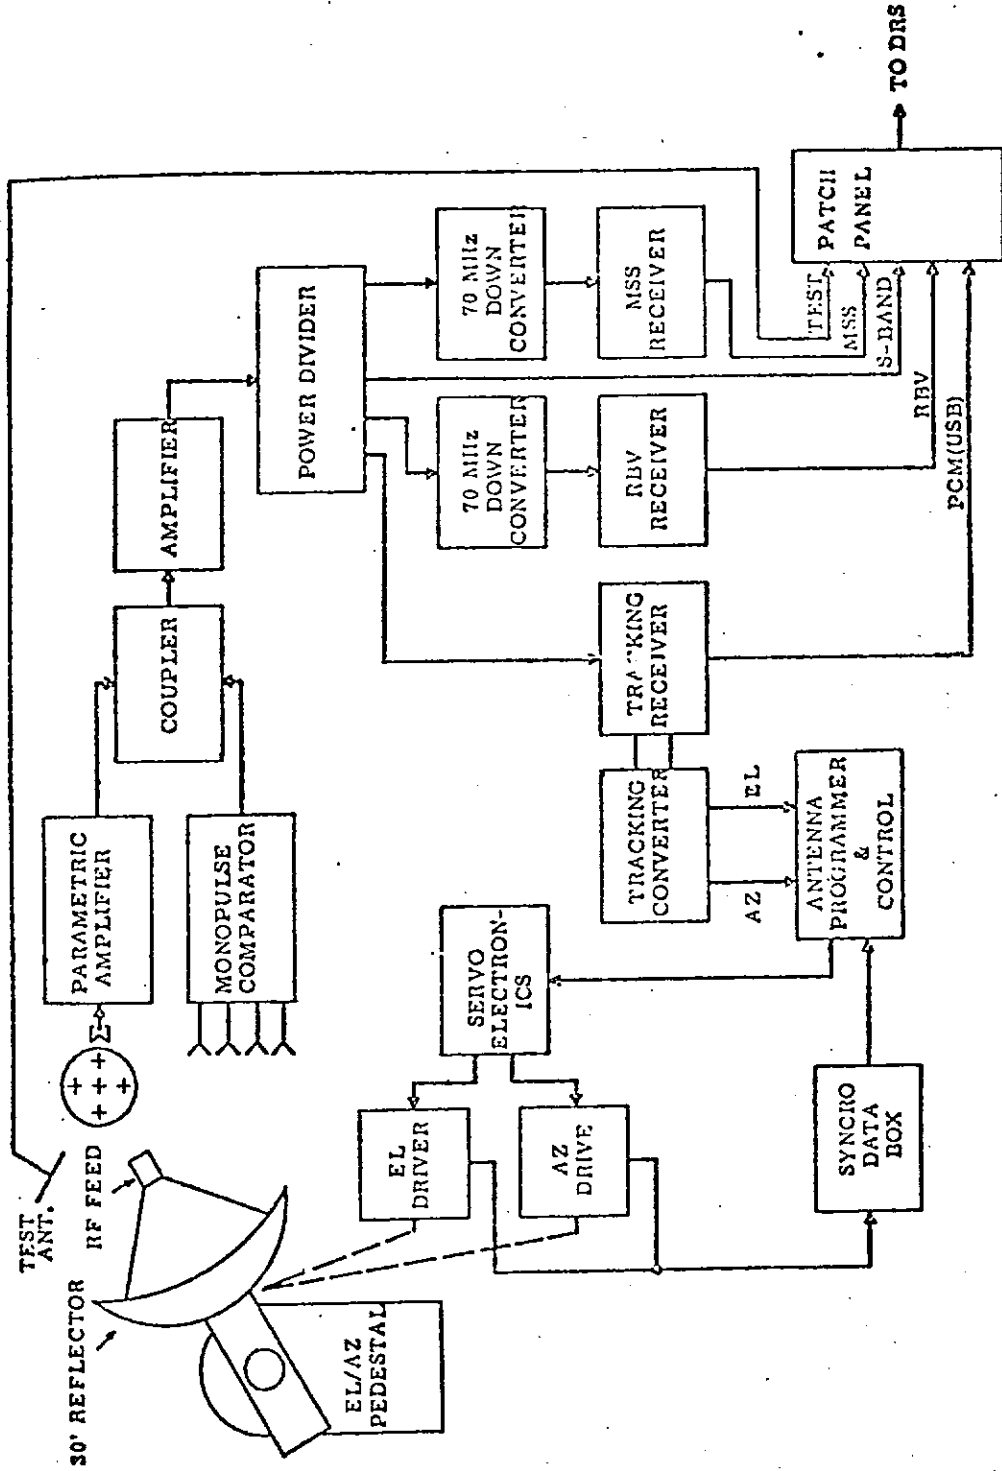 30' REFLECTOR
TEST
ANT.
RF FEED
EL/AZ
PEDESTAL
Σ
PARAMETRIC
AMPLIFIER
MONOPULSE
COMPARATOR
COUPLER
AMPLIFIER
POWER DIVIDER
70 MHz
DOWN
CONVERTER
70 MHz
DOWN
CONVERTER
MSS
RECEIVER
RBV
RECEIVER
TRACKING
RECEIVER
TRACKING
CONVERTER
AZ
EL
ANTENNA
PROGRAMMER
&
CONTROL
SERVO
ELECTRON-
ICS
EL
DRIVER
AZ
DRIVE
SYNCRO
DATA
BOX
TEST
MSS
S-BAND
RBV
PCM(USB)
PATCH
PANEL
TO DRS